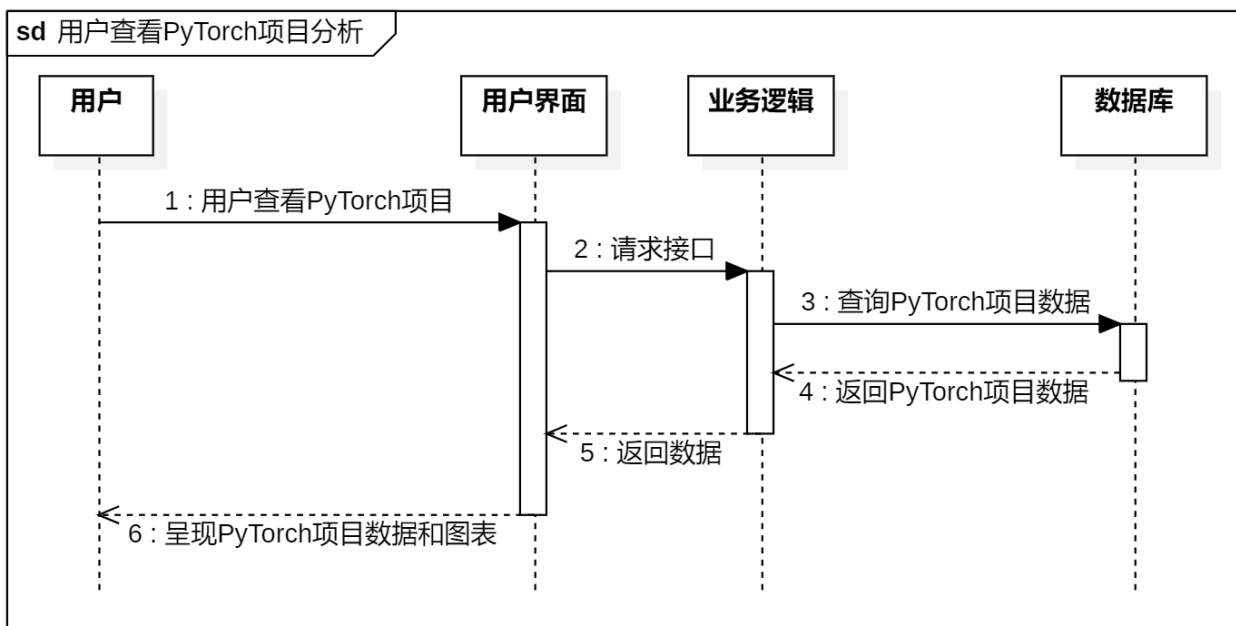 sd 用户查看PyTorch项目分析
用户
用户界面
业务逻辑
数据库
1 : 用户查看PyTorch项目
2 : 请求接口
3 : 查询PyTorch项目数据
4 : 返回PyTorch项目数据
5 : 返回数据
6 : 呈现PyTorch项目数据和图表